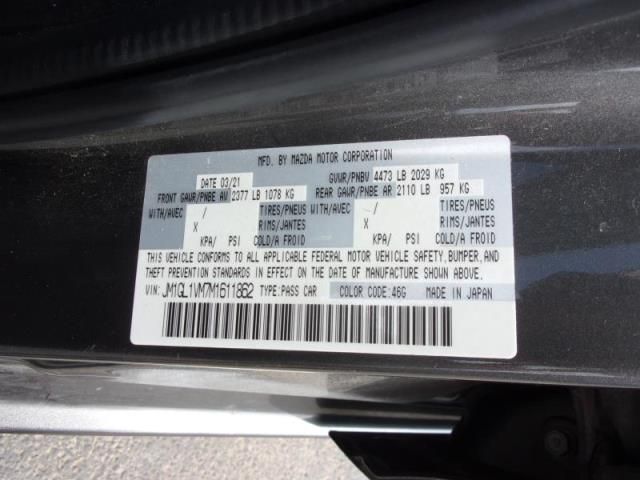 MFD. BY MAZDA MOTOR CORPORATION
DATE 03/21 GVWR/PNBV 4473 LB 2029 KG
FRONT GAWR/PNBE AV 2377 LB 1078 KG REAR GAWR/PNBE AR 2110 LB 957 KG
WITH/AVEC / TIRES/PNEUS WITH/AVEC -/ TIRES/PNEUS
X RIMS/JANTES X RIMS/JANTES
KPA/ PSI COLD/A FROID KPA/ PSI COLD/A FROID
THIS VEHICLE CONFORMS TO ALL APPLICABLE FEDERAL MOTOR VEHICLE SAFETY, BUMPER, AND
THEFT PREVENTION STANDARDS IN EFFECT ON THE DATE OF MANUFACTURE SHOWN ABOVE.
VIN: JM1GL1VM7M1611862 TYPE:PASS CAR COLOR CODE:46G MADE IN JAPAN